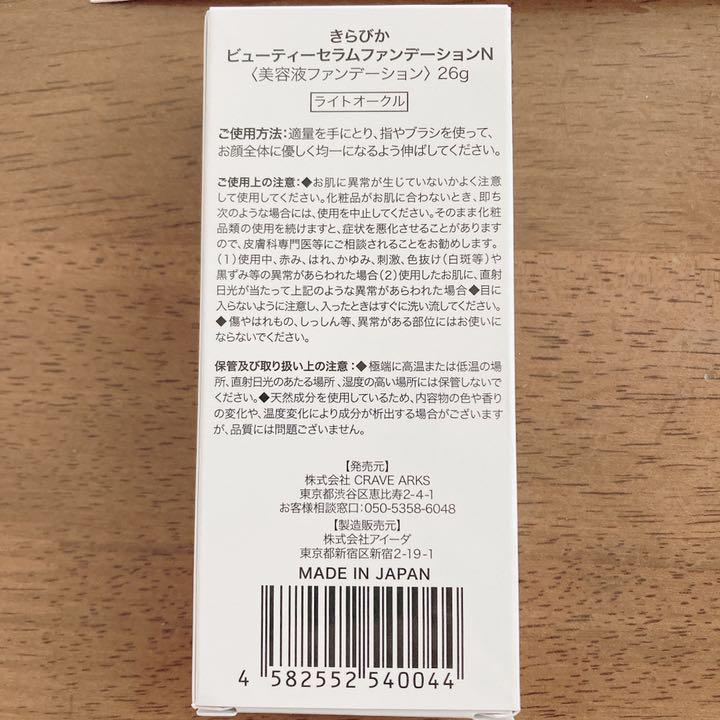 きらびか
ビューティーセラムファンデーションN
〈美容液ファンデーション〉 26g
ライトオークル
ご使用方法：適量を手にとり、指やブラシを使って、
お顔全体に優しく均一になるよう伸ばしてください。
ご使用上の注意：◆お肌に異常が生じていないかよく注意
して使用してください。化粧品がお肌に合わないとき、即ち
次のような場合には、使用を中止してください。そのまま化粧
品類の使用を続けますと、症状を悪化させることがあります
ので、皮膚科専門医等にご相談されることをお勧めします。
（1）使用中、赤み、はれ、かゆみ、刺激、色抜け（白斑等）や
黒ずみ等の異常があらわれた場合（2）使用したお肌に、直射
日光が当たって上記のような異常があらわれた場合◆目に
入らないように注意し、入ったときはすぐに洗い流してください。
◆傷やはれもの、しっしん等、異常がある部位にはお使いに
ならないでください。
保管及び取り扱い上の注意：◆極端に高温または低温の場
所、直射日光のあたる場所、湿度の高い場所には保管しないで
ください。◆天然成分を使用しているため、内容物の色や香り
の変化や、温度変化により成分が析出する場合がございます
が、品質には問題ございません。
【発売元】
株式会社 CRAVE ARKS
東京都渋谷区恵比寿2-4-1
お客様相談窓口：050-5358-6048
【製造販売元】
株式会社アイーダ
東京都新宿区新宿2-19-1
MADE IN JAPAN
4 582552 540044